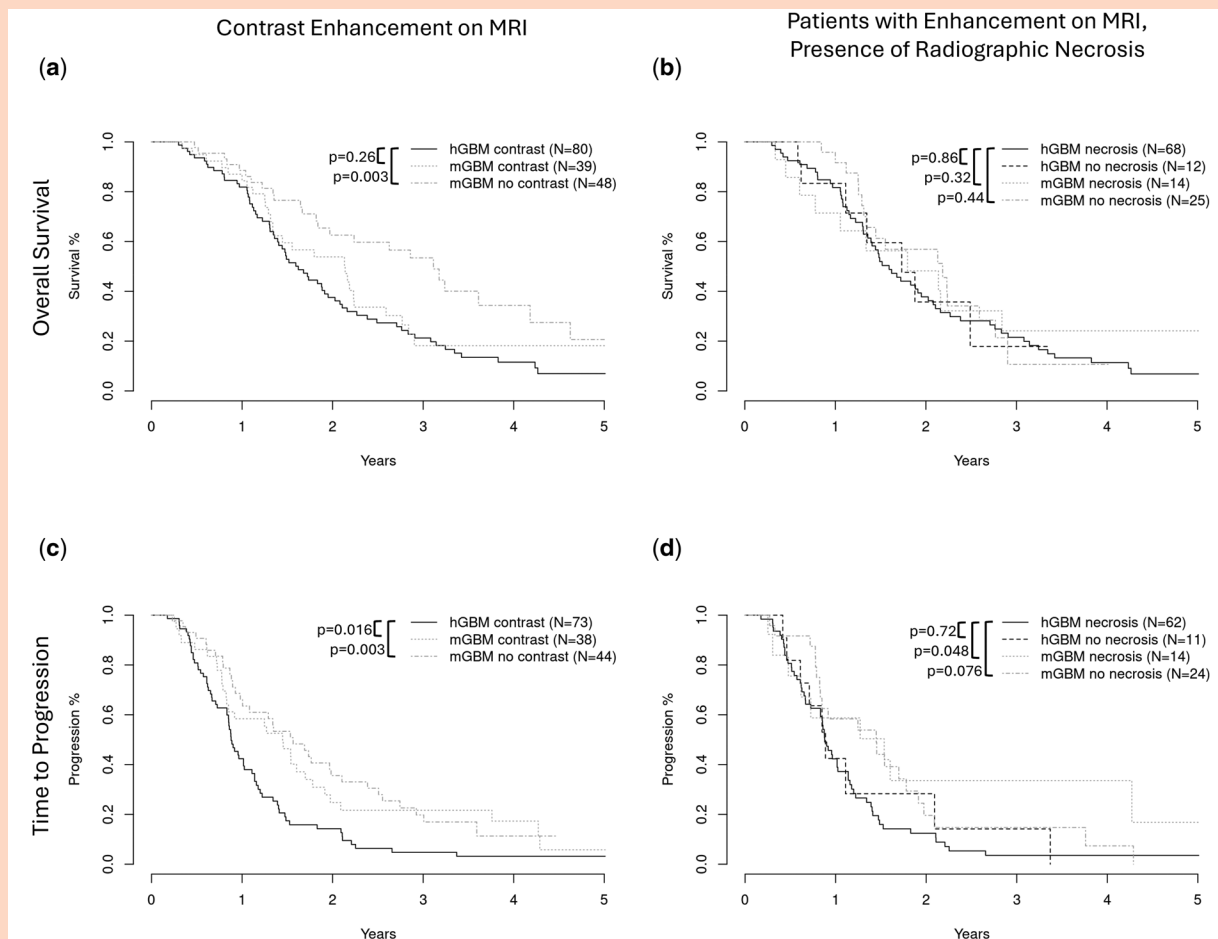 Contrast Enhancement on MRI
Patients with Enhancement on MRI,
Presence of Radiographic Necrosis
(a)
Overall Survival
Survival %
1.0
0.8
0.6
0.4
0.2
0.0
p=0.26
p=0.003
hGBM contrast (N=80)
mGBM contrast (N=39)
mGBM no contrast (N=48)
0 1 2 3 4 5
Years
(b)
Survival %
1.0
0.8
0.6
0.4
0.2
0.0
p=0.86
p=0.32
p=0.44
hGBM necrosis (N=68)
hGBM no necrosis (N=12)
mGBM necrosis (N=14)
mGBM no necrosis (N=25)
0 1 2 3 4 5
Years
(c)
Time to Progression
Progression %
1.0
0.8
0.6
0.4
0.2
0.0
p=0.016
p=0.003
hGBM contrast (N=73)
mGBM contrast (N=38)
mGBM no contrast (N=44)
0 1 2 3 4 5
Years
(d)
Progression %
1.0
0.8
0.6
0.4
0.2
0.0
p=0.72
p=0.048
p=0.076
hGBM necrosis (N=62)
hGBM no necrosis (N=11)
mGBM necrosis (N=14)
mGBM no necrosis (N=24)
0 1 2 3 4 5
Years